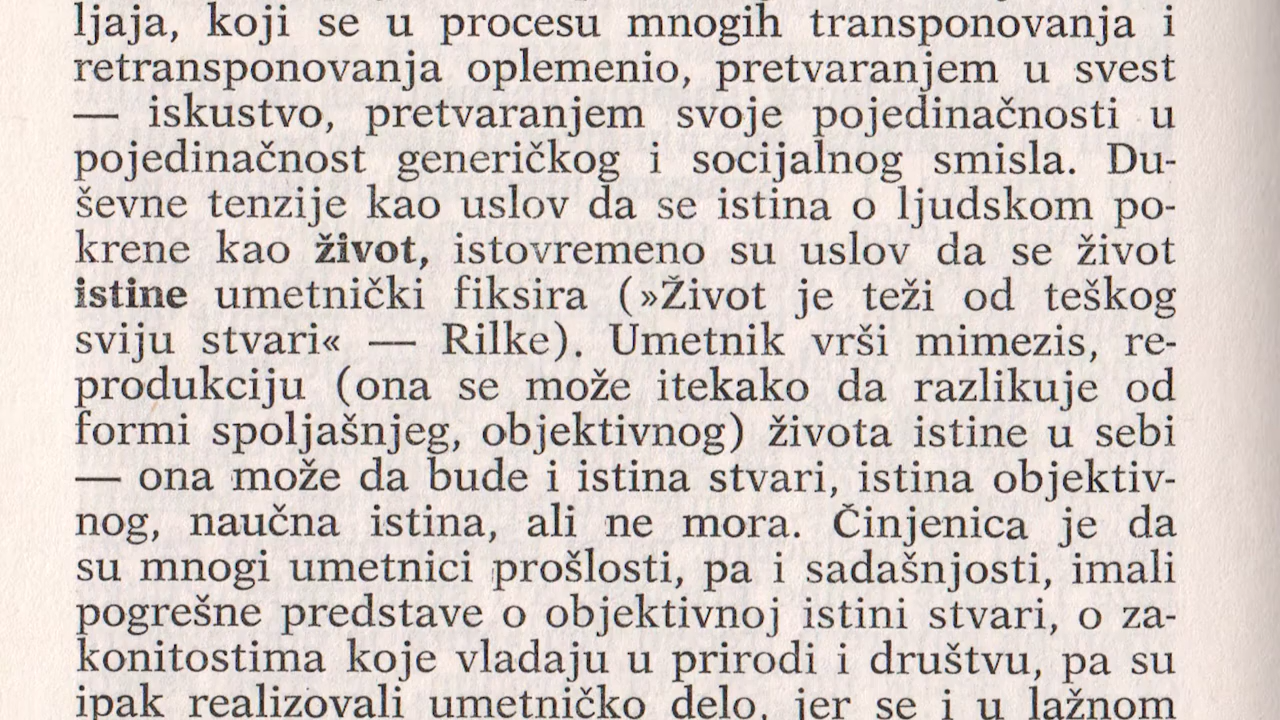 ljaja, koji se u procesu mnogih transponovanja i
retransponovanja oplemenio, pretvaranjem u svest
— iskustvo, pretvaranjem svoje pojedinačnosti u
pojedinačnost generičkog i socijalnog smisla. Du-
ševne tenzije kao uslov da se istina o ljudskom po-
krene kao život, istovremeno su uslov da se život
istine umetnički fiksira (»Život je teži od teškog
sviju stvari« — Rilke). Umetnik vrši mimezis, re-
produkciju (ona se može itekako da razlikuje od
formi spoljašnjeg, objektivnog) života istine u sebi
— ona može da bude i istina stvari, istina objektiv-
nog, naučna istina, ali ne mora. Činjenica je da
su mnogi umetnici prošlosti, pa i sadašnjosti, imali
pogrešne predstave o objektivnoj istini stvari, o za-
konitostima koje vladaju u prirodi i društvu, pa su
ipak realizovali umetničko delo, jer se i u lažnom